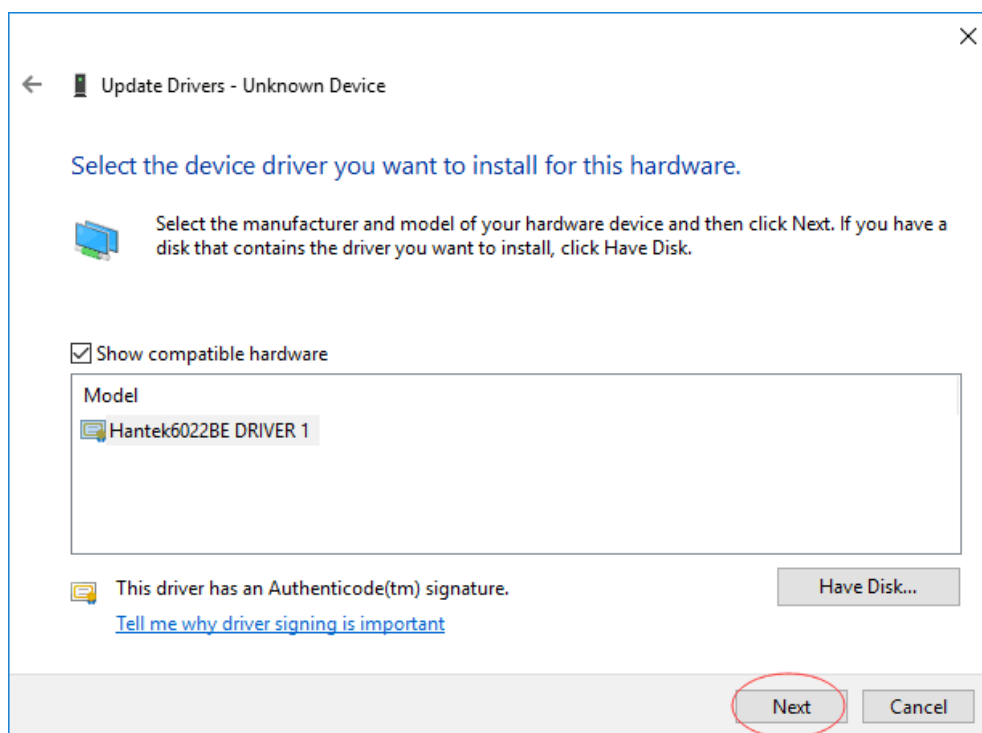 Update Drivers - Unknown Device
Select the device driver you want to install for this hardware.
Select the manufacturer and model of your hardware device and then click Next. If you have a
disk that contains the driver you want to install, click Have Disk.
Show compatible hardware
Model
Hantek6022BE DRIVER 1
This driver has an Authenticode(tm) signature.
Have Disk...
Tell me why driver signing is important
Next
Cancel